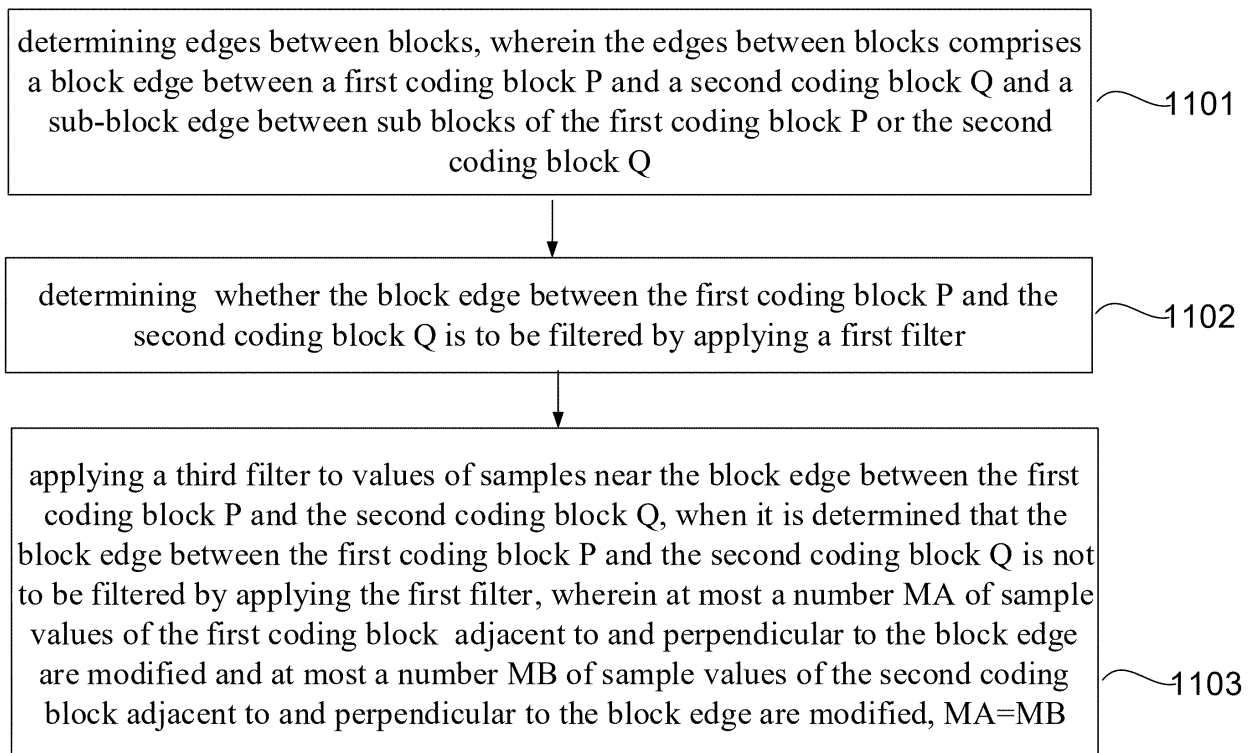 determining edges between blocks, wherein the edges between blocks comprises
a block edge between a first coding block P and a second coding block Q and a
sub-block edge between sub blocks of the first coding block P or the second
coding block Q
1101
determining whether the block edge between the first coding block P and the
second coding block Q is to be filtered by applying a first filter
1102
applying a third filter to values of samples near the block edge between the first
coding block P and the second coding block Q, when it is determined that the
block edge between the first coding block P and the second coding block Q is not
to be filtered by applying the first filter, wherein at most a number MA of sample
values of the first coding block adjacent to and perpendicular to the block edge
are modified and at most a number MB of sample values of the second coding
block adjacent to and perpendicular to the block edge are modified, MA=MB
1103